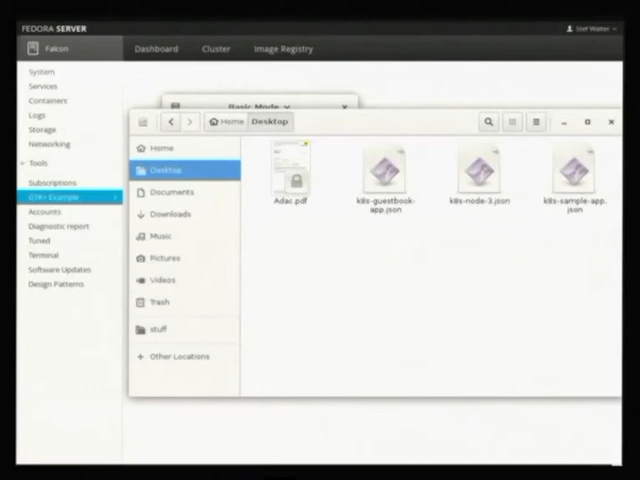 FEDORA SERVER
Stef Walter
Falcon
Dashboard
Cluster
Image Registry
System
Services
Containers
Logs
Storage
Networking
Tools
Subscriptions
GTK+ Example
Accounts
Diagnostic report
Tuned
Terminal
Software Updates
Design Patterns
Basic Mode
Home
Desktop
Home
Desktop
Documents
Downloads
Music
Pictures
Videos
Trash
stuff
+ Other Locations
Adac.pdf
k8s-guestbook-
app.json
k8s-node-3.json
k8s-sample-app.
json